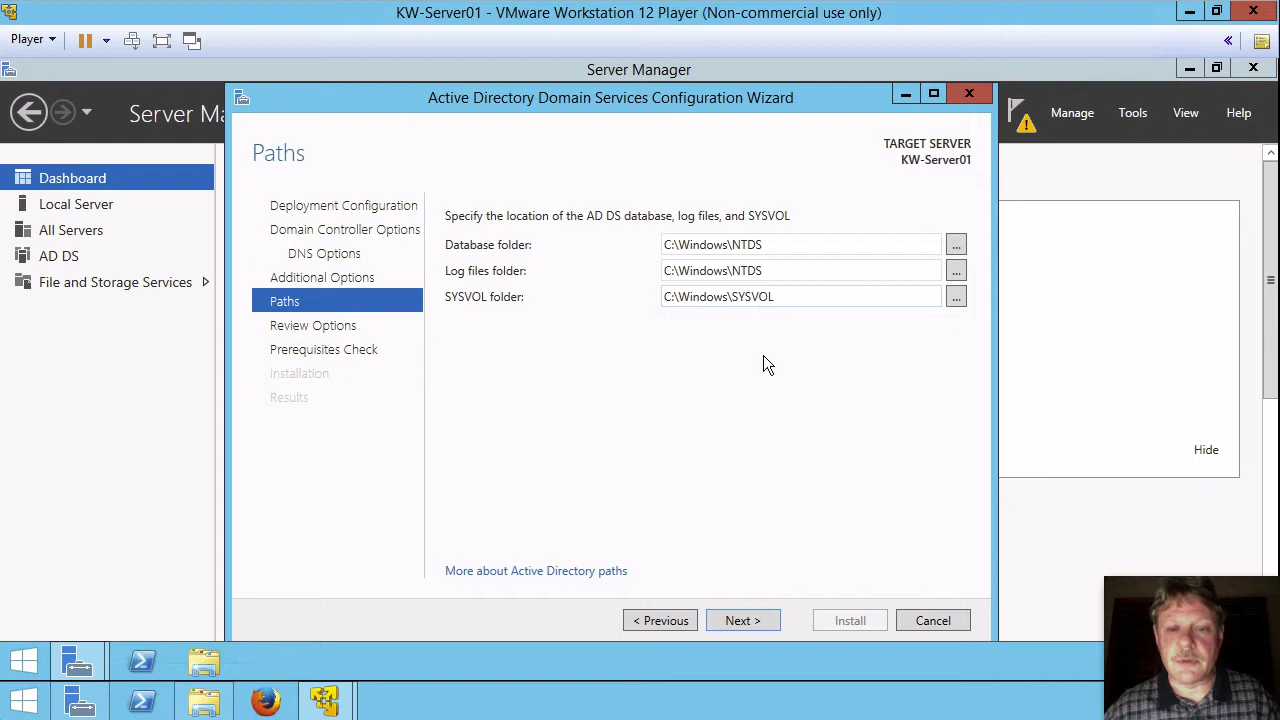 KW-Server01 - VMware Workstation 12 Player (Non-commercial use only)
Player
Server Manager
Active Directory Domain Services Configuration Wizard
Server Ma
Manage Tools View Help
Paths
TARGET SERVER
KW-Server01
Dashboard
Local Server
All Servers
AD DS
File and Storage Services
Deployment Configuration
Domain Controller Options
DNS Options
Additional Options
Paths
Review Options
Prerequisites Check
Installation
Results
Specify the location of the AD DS database, log files, and SYSVOL
Database folder: C:\Windows\NTDS ...
Log files folder: C:\Windows\NTDS ...
SYSVOL folder: C:\Windows\SYSVOL ...
Hide
More about Active Directory paths
< Previous Next > Install Cancel